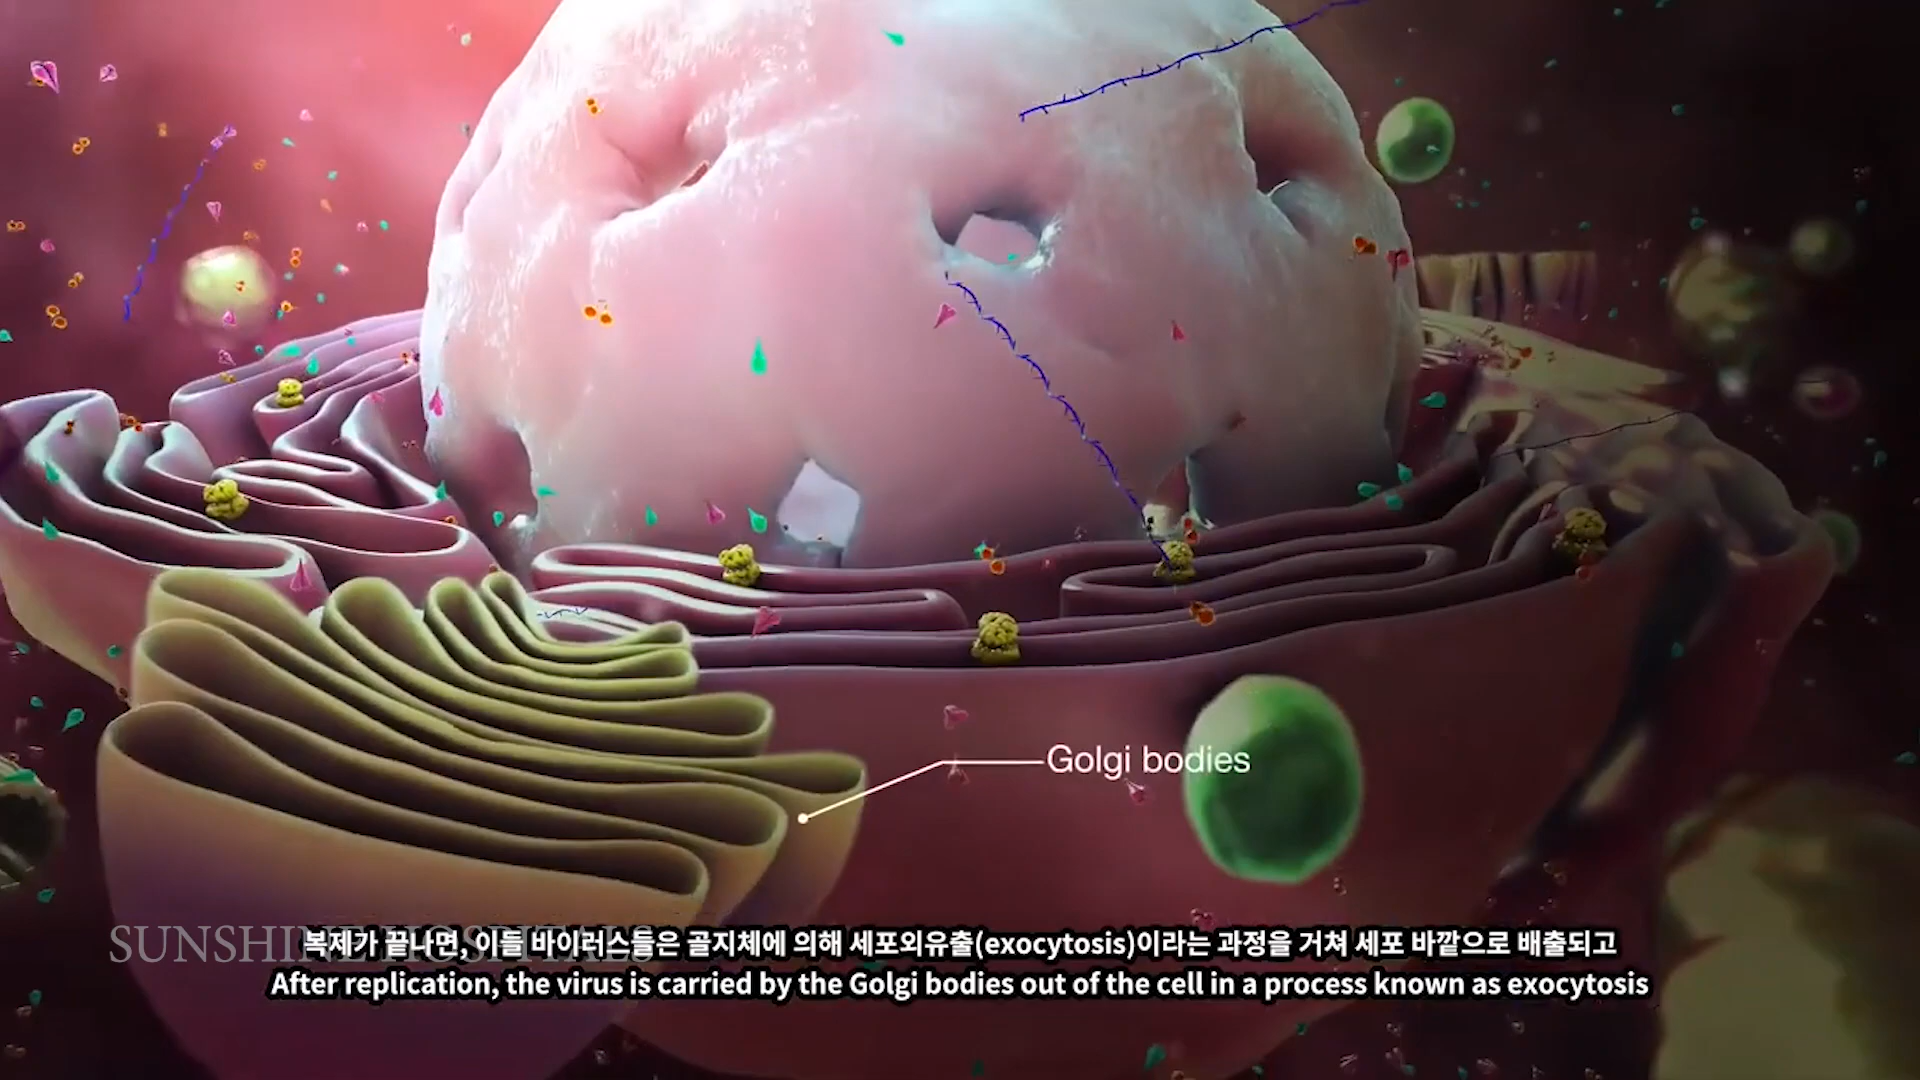 Golgi bodies
SUNSHINE HOSPITALS
복제가 끝나면, 이들 바이러스들은 골지체에 의해 세포외유출(exocytosis)이라는 과정을 거쳐 세포 바깥으로 배출되고
After replication, the virus is carried by the Golgi bodies out of the cell in a process known as exocytosis